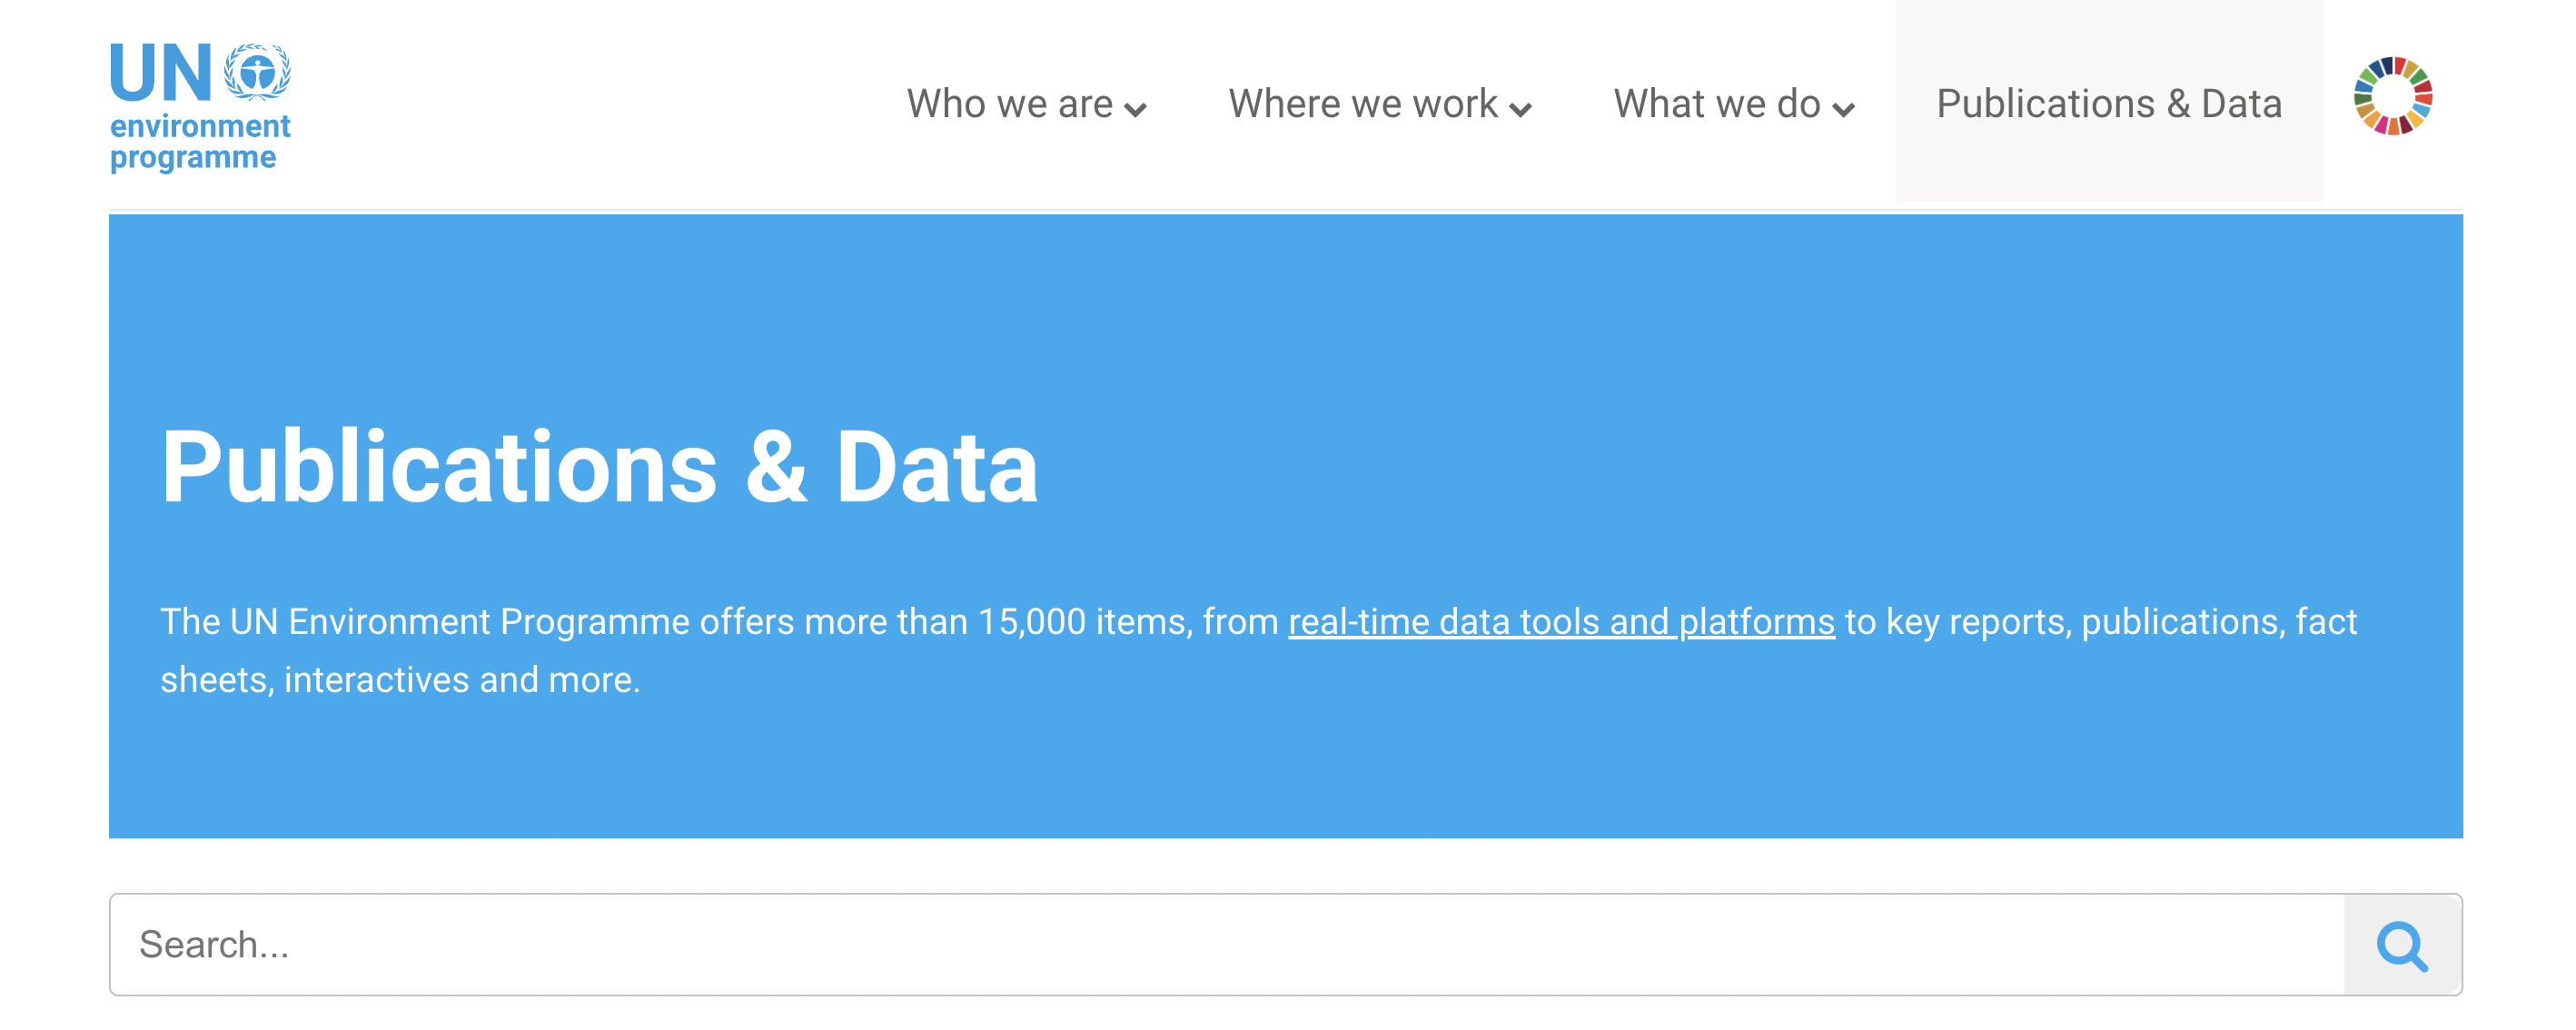 UN
environment
programme
Who we are
Where we work
What we do
Publications & Data
Publications & Data
The UN Environment Programme offers more than 15,000 items, from real-time data tools and platforms to key reports, publications, fact
sheets, interactives and more.
Search...